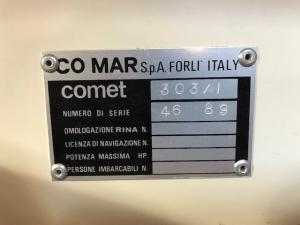 CO MAR S.p.A. FORLI' ITALY
comet 303/1
NUMERO DI SERIE 46 89
OMOLOGAZIONE RINA N.
LICENZA DI NAVIGAZIONE N.
POTENZA MASSIMA HP.
PERSONE IMBARCABILI N.